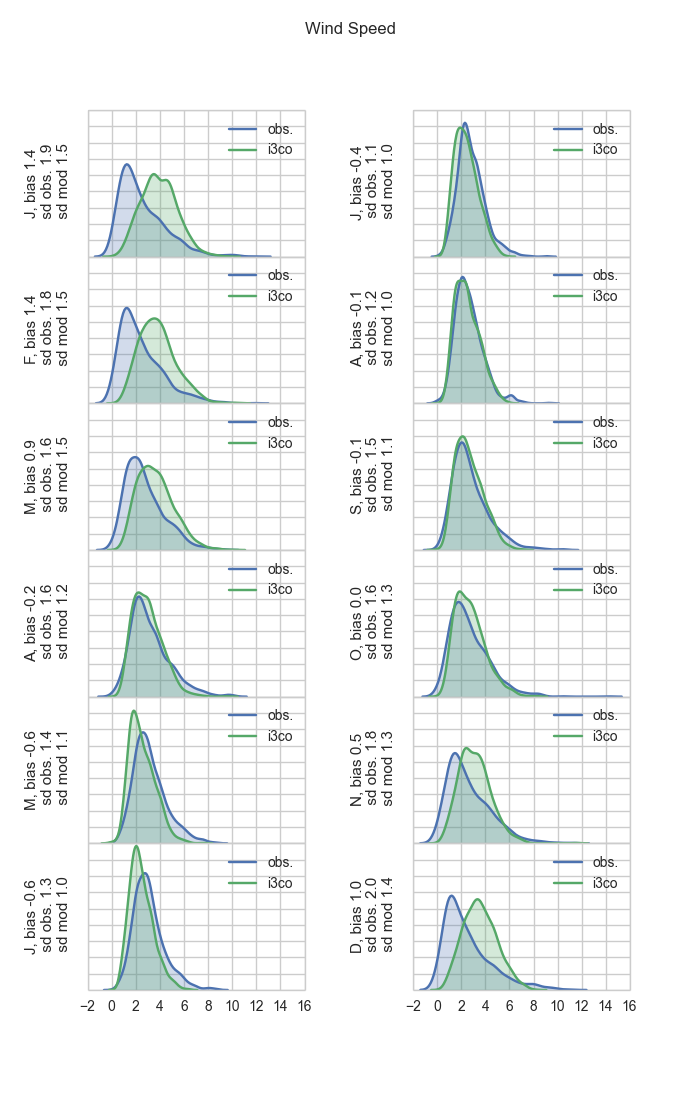 Wind Speed
J, bias 1.4
sd obs. 1.9
sd mod 1.5
obs.
i3co
F, bias 1.4
sd obs. 1.8
sd mod 1.5
obs.
i3co
M, bias 0.9
sd obs. 1.6
sd mod 1.5
obs.
i3co
A, bias -0.2
sd obs. 1.6
sd mod 1.2
obs.
i3co
M, bias -0.6
sd obs. 1.4
sd mod 1.1
obs.
i3co
J, bias -0.6
sd obs. 1.3
sd mod 1.0
obs.
i3co
−2 0 2 4 6 8 10 12 14 16
J, bias -0.4
sd obs. 1.1
sd mod 1.0
obs.
i3co
A, bias -0.1
sd obs. 1.2
sd mod 1.0
obs.
i3co
S, bias -0.1
sd obs. 1.5
sd mod 1.1
obs.
i3co
O, bias 0.0
sd obs. 1.6
sd mod 1.3
obs.
i3co
N, bias 0.5
sd obs. 1.8
sd mod 1.3
obs.
i3co
D, bias 1.0
sd obs. 2.0
sd mod 1.4
obs.
i3co
−2 0 2 4 6 8 10 12 14 16